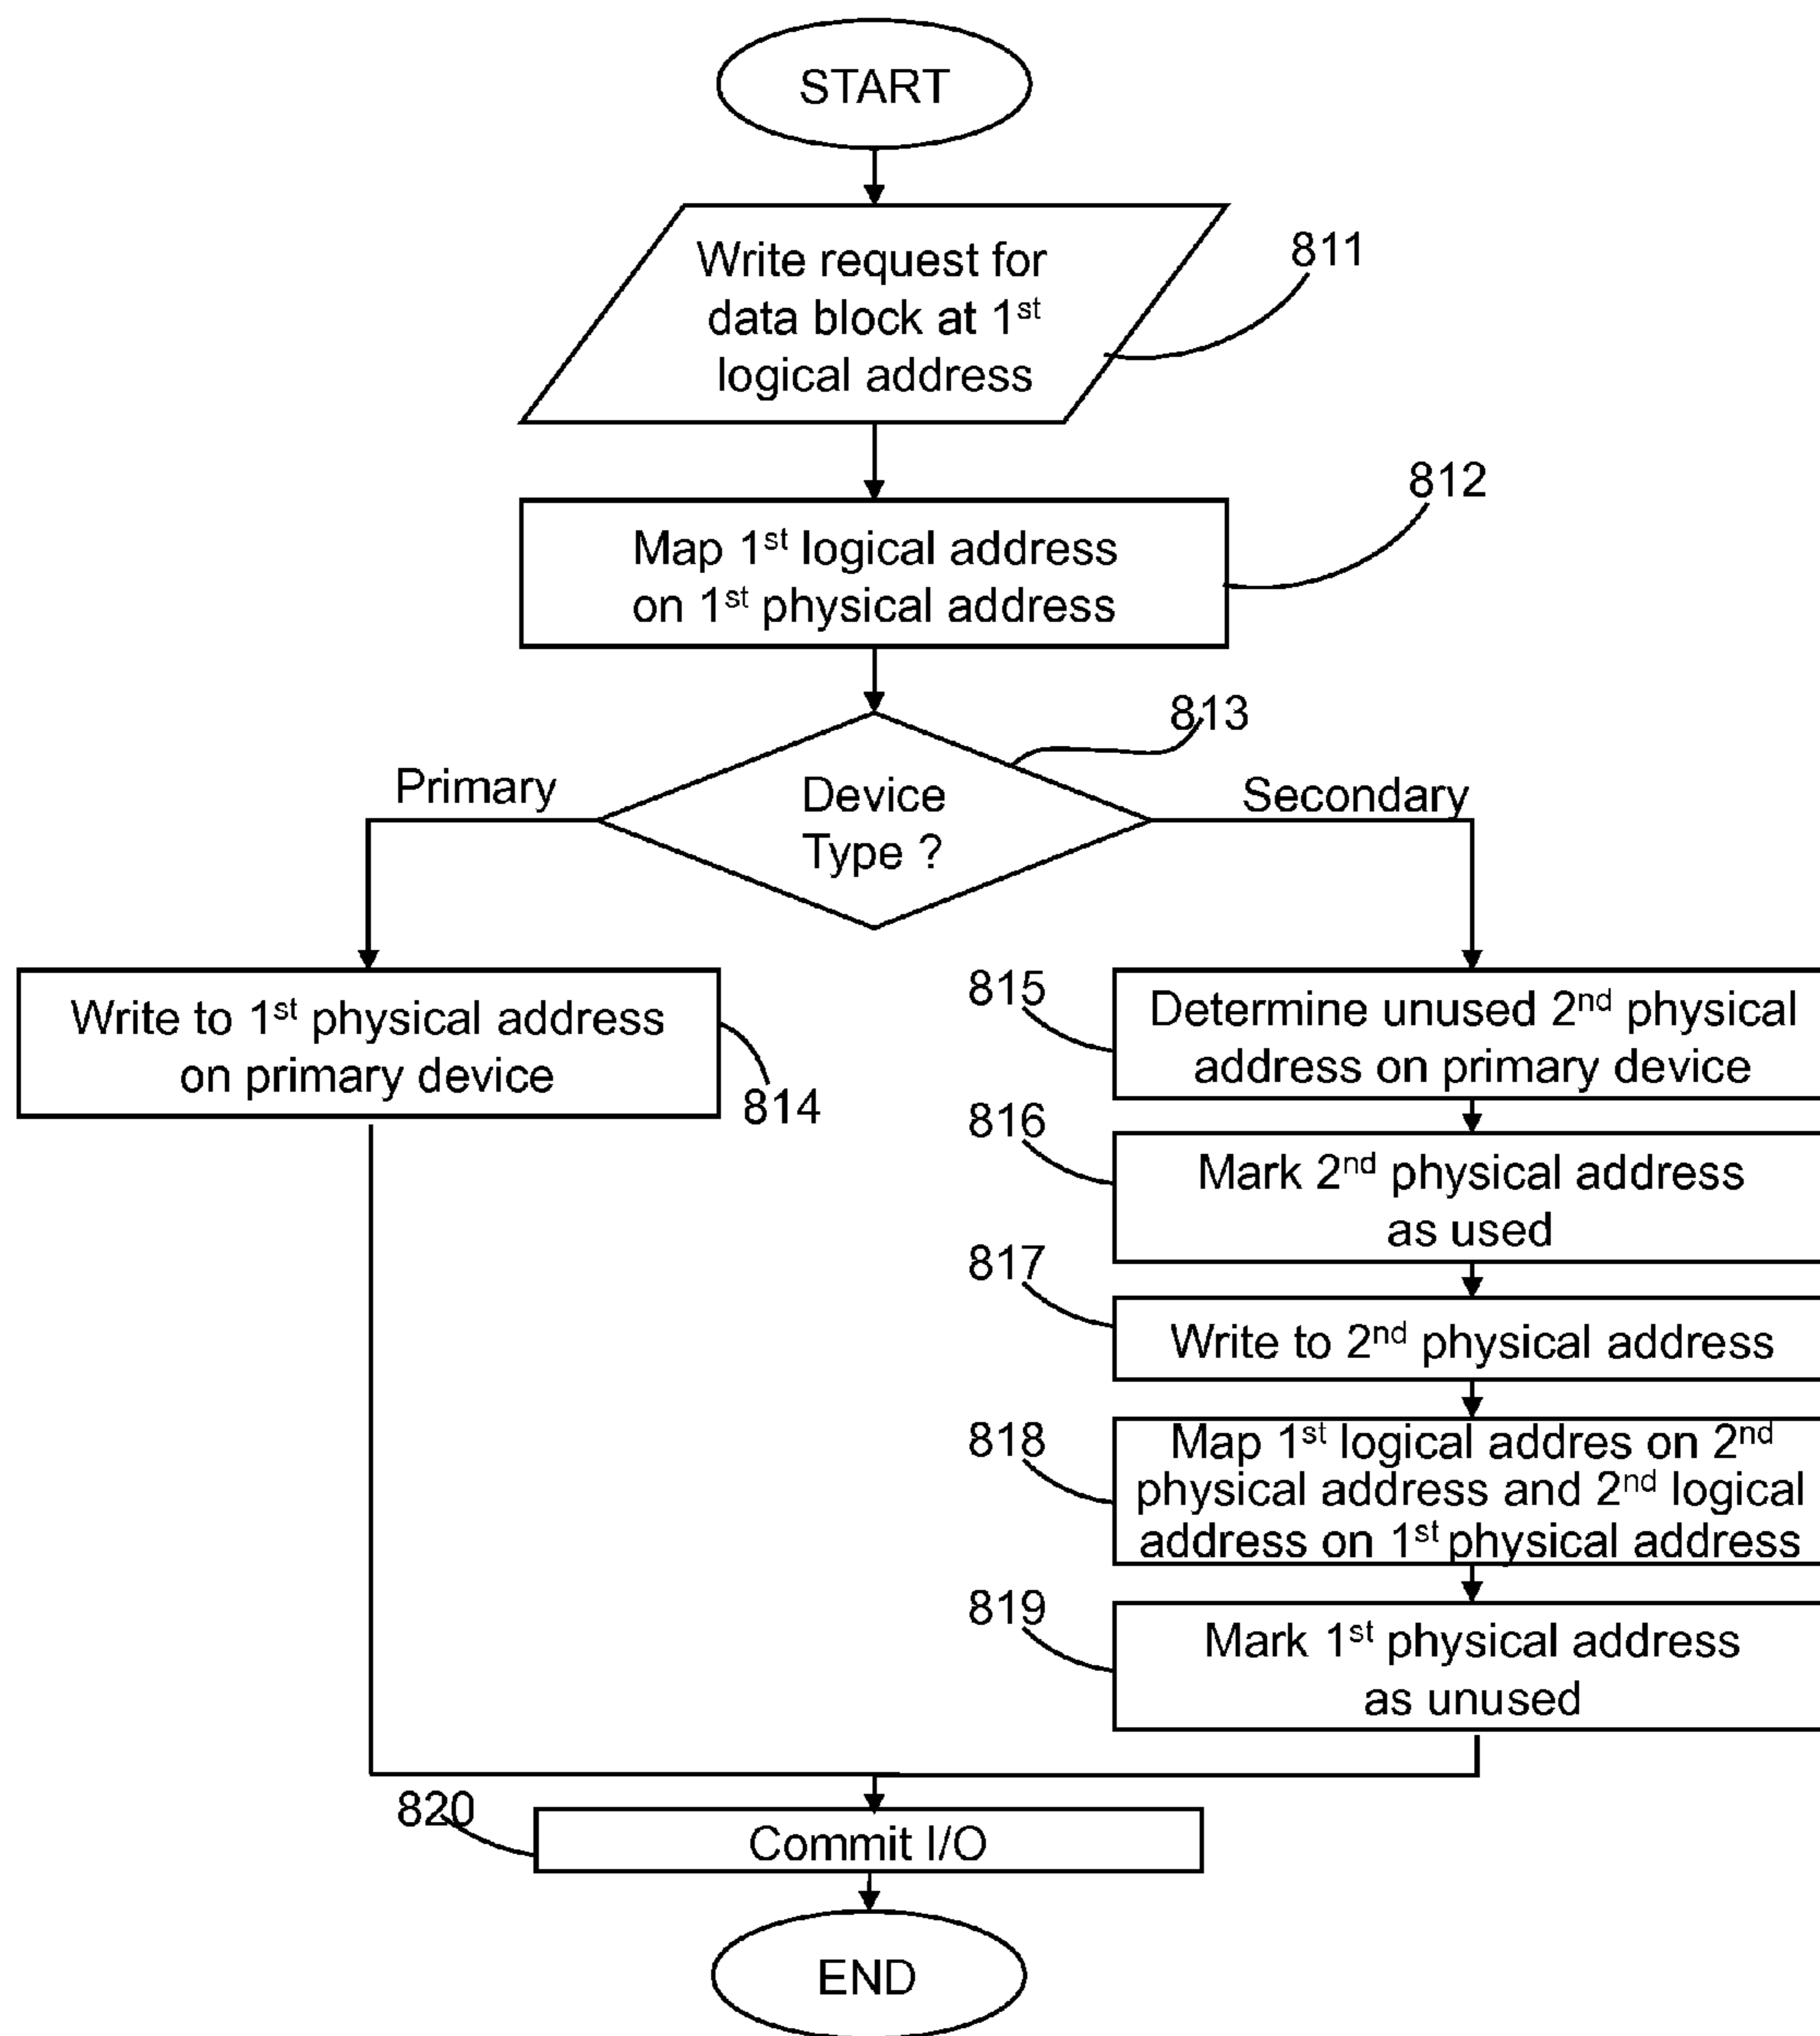 START
Write request for
data block at 1st
logical address
811
Map 1st logical address
on 1st physical address
812
813
Device
Type ?
Primary
Secondary
Write to 1st physical address
on primary device
814
815
Determine unused 2nd physical
address on primary device
816
Mark 2nd physical address
as used
817
Write to 2nd physical address
818
Map 1st logical addres on 2nd
physical address and 2nd logical
address on 1st physical address
819
Mark 1st physical address
as unused
820
Commit I/O
END